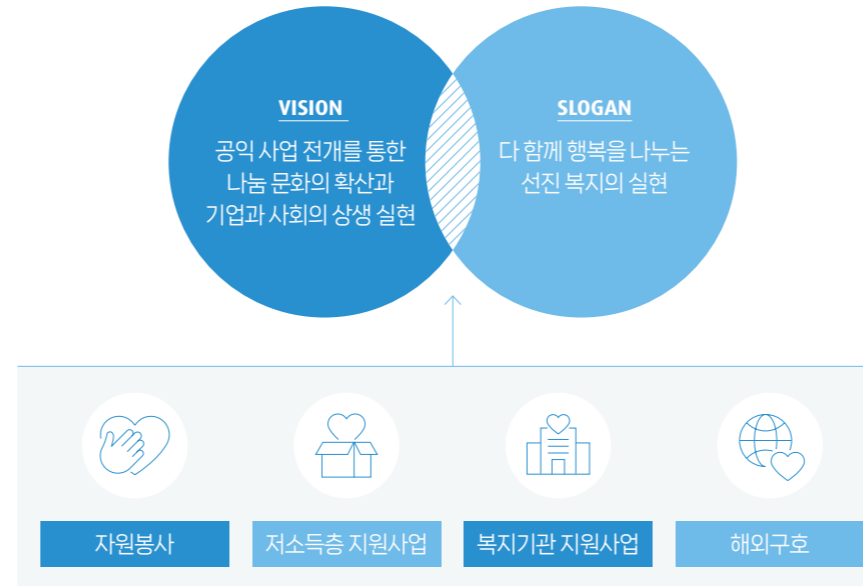 VISION
공익 사업 전개를 통한
나눔 문화의 확산과
기업과 사회의 상생 실현
SLOGAN
다 함께 행복을 나누는
선진 복지의 실현
자원봉사
저소득층 지원사업
복지기관 지원사업
해외구호